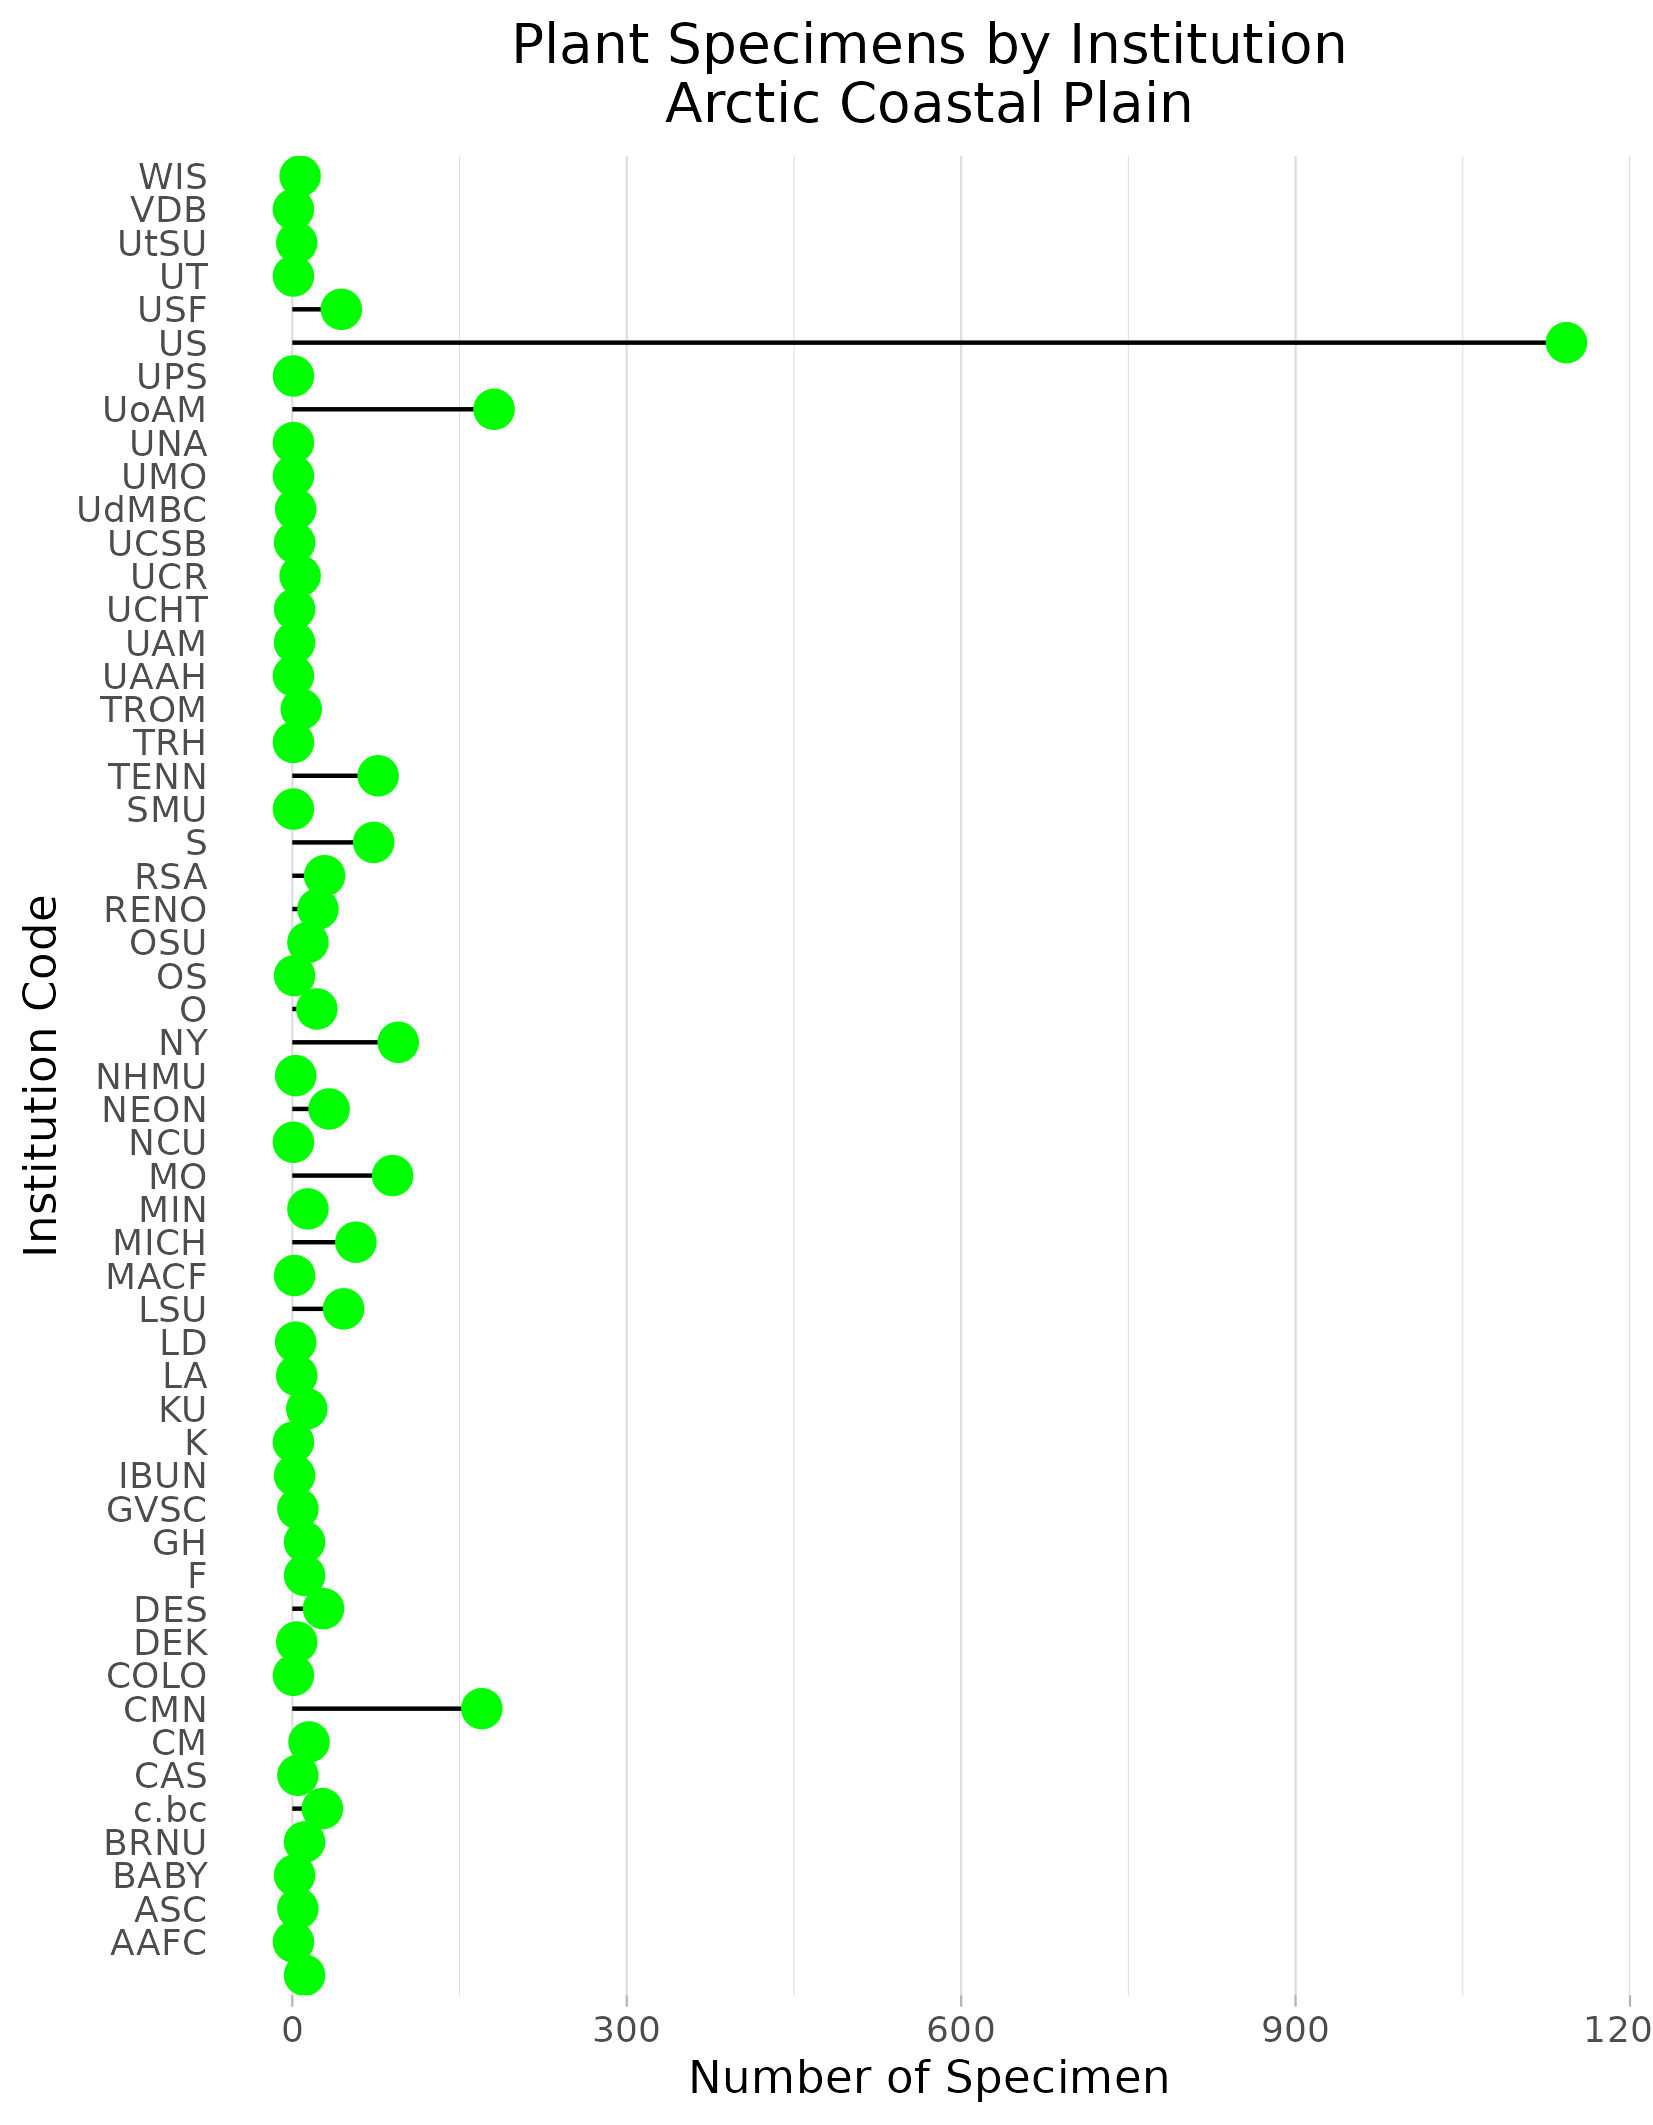 Plant Specimens by Institution
Arctic Coastal Plain
WIS
VDB
UtSU
UT
USF
US
UPS
UoAM
UNA
UMO
UdMBC
UCSB
UCR
UCHT
UAM
UAAH
TROM
TRH
TENN
SMU
S
RSA
RENO
OSU
OS
O
NY
NHMU
NEON
NCU
MO
MIN
MICH
MACF
LSU
LD
LA
KU
K
IBUN
GVSC
GH
F
DES
DEK
COLO
CMN
CM
CAS
c.bc
BRNU
BABY
ASC
AAFC
Institution Code
0 300 600 900 120
Number of Specimen